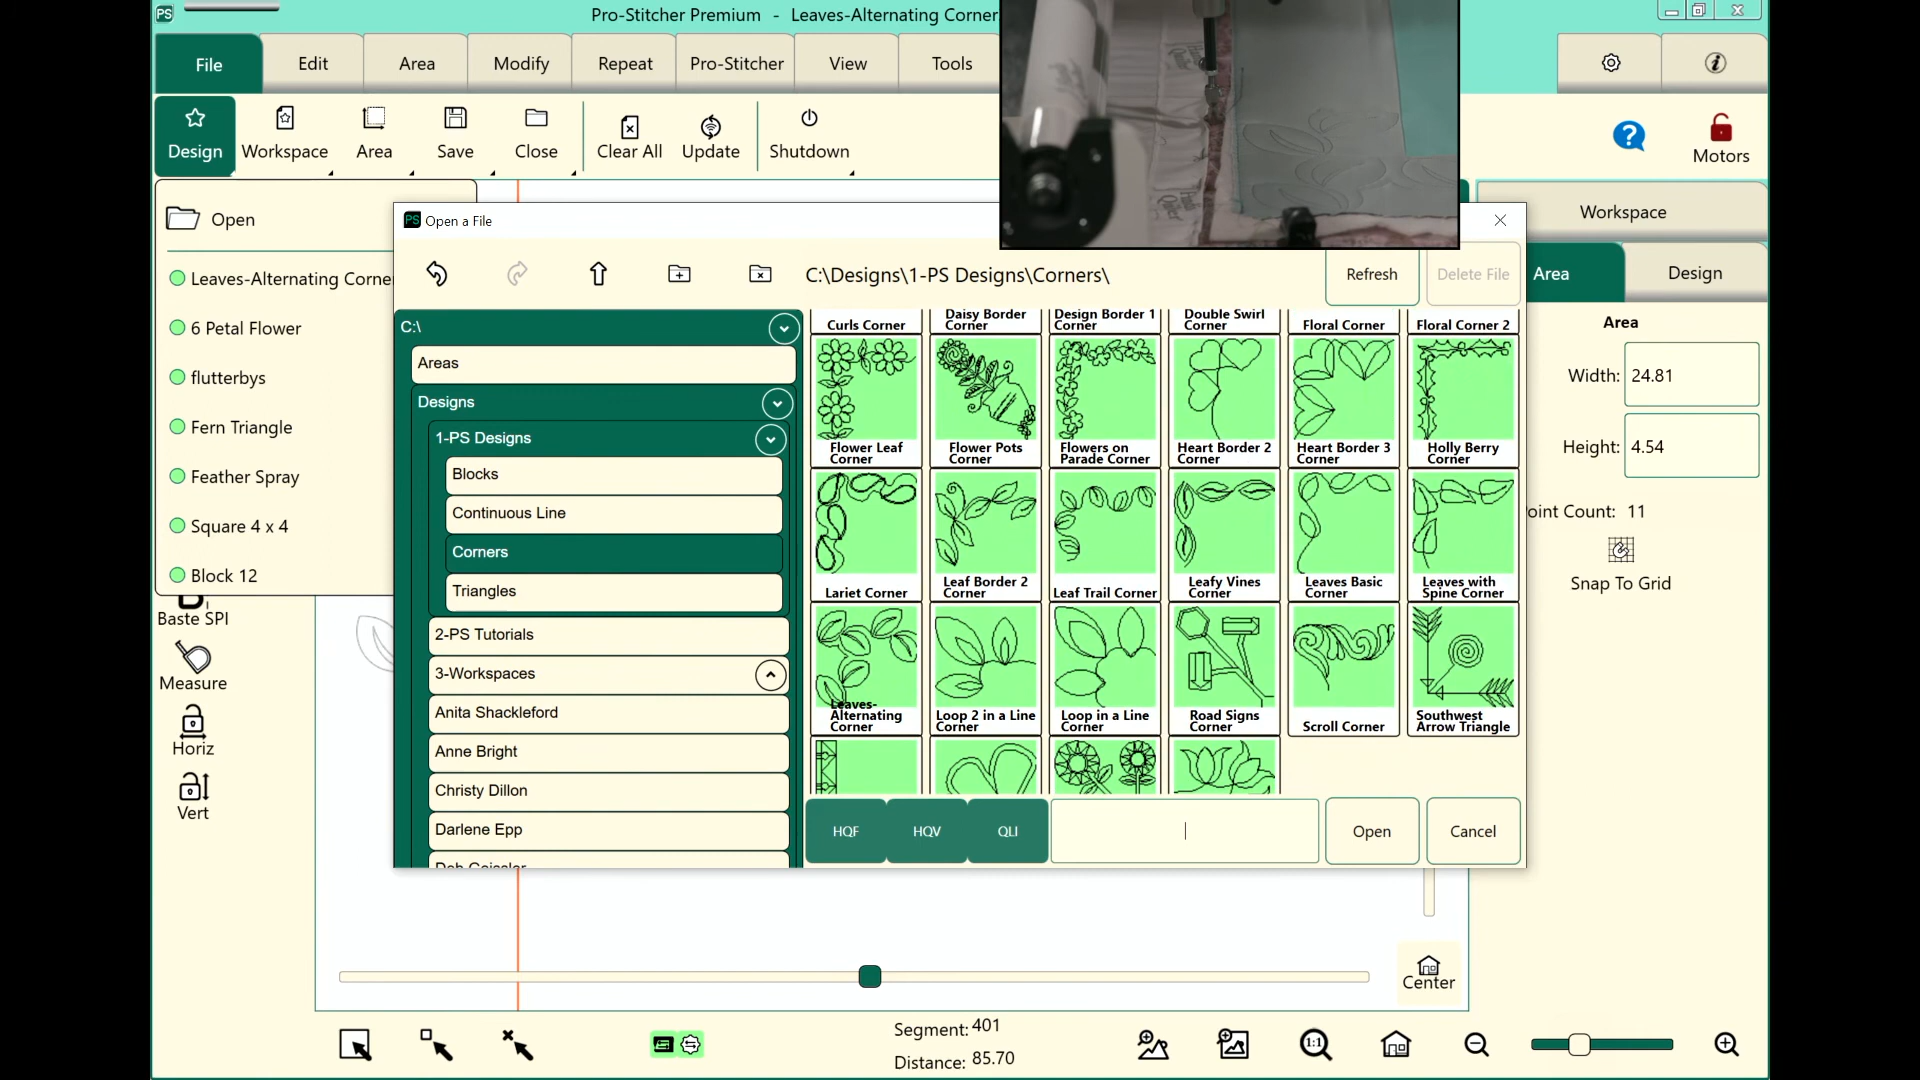 PS
Pro-Stitcher Premium - Leaves-Alternating Corner
File
Edit
Area
Modify
Repeat
Pro-Stitcher
View
Tools
Design
Workspace
Area
Save
Close
Clear All
Update
Shutdown
Motors
Open
Leaves-Alternating Corne
6 Petal Flower
flutterbys
Fern Triangle
Feather Spray
Square 4 x 4
Block 12
Baste SPI
Measure
Horiz
Vert
PS Open a File
C:\Designs\1-PS Designs\Corners\
Refresh
Delete File
C:\
Areas
Designs
1-PS Designs
Blocks
Continuous Line
Corners
Triangles
2-PS Tutorials
3-Workspaces
Anita Shackleford
Anne Bright
Christy Dillon
Darlene Epp
Curls Corner
Daisy Border
Corner
Design Border 1
Corner
Double Swirl
Corner
Floral Corner
Floral Corner 2
Flower Leaf
Corner
Flower Pots
Corner
Flowers on
Parade Corner
Heart Border 2
Corner
Heart Border 3
Corner
Holly Berry
Corner
Lariet Corner
Leaf Border 2
Corner
Leaf Trail Corner
Leafy Vines
Corner
Leaves Basic
Corner
Leaves with
Spine Corner
Leaves-
Alternating
Corner
Loop 2 in a Line
Corner
Loop in a Line
Corner
Road Signs
Corner
Scroll Corner
Southwest
Arrow Triangle
HQF
HQV
QLI
Open
Cancel
Workspace
Area
Design
Area
Width: 24.81
Height: 4.54
oint Count: 11
Snap To Grid
Center
Segment: 401
Distance: 85.70
1:1